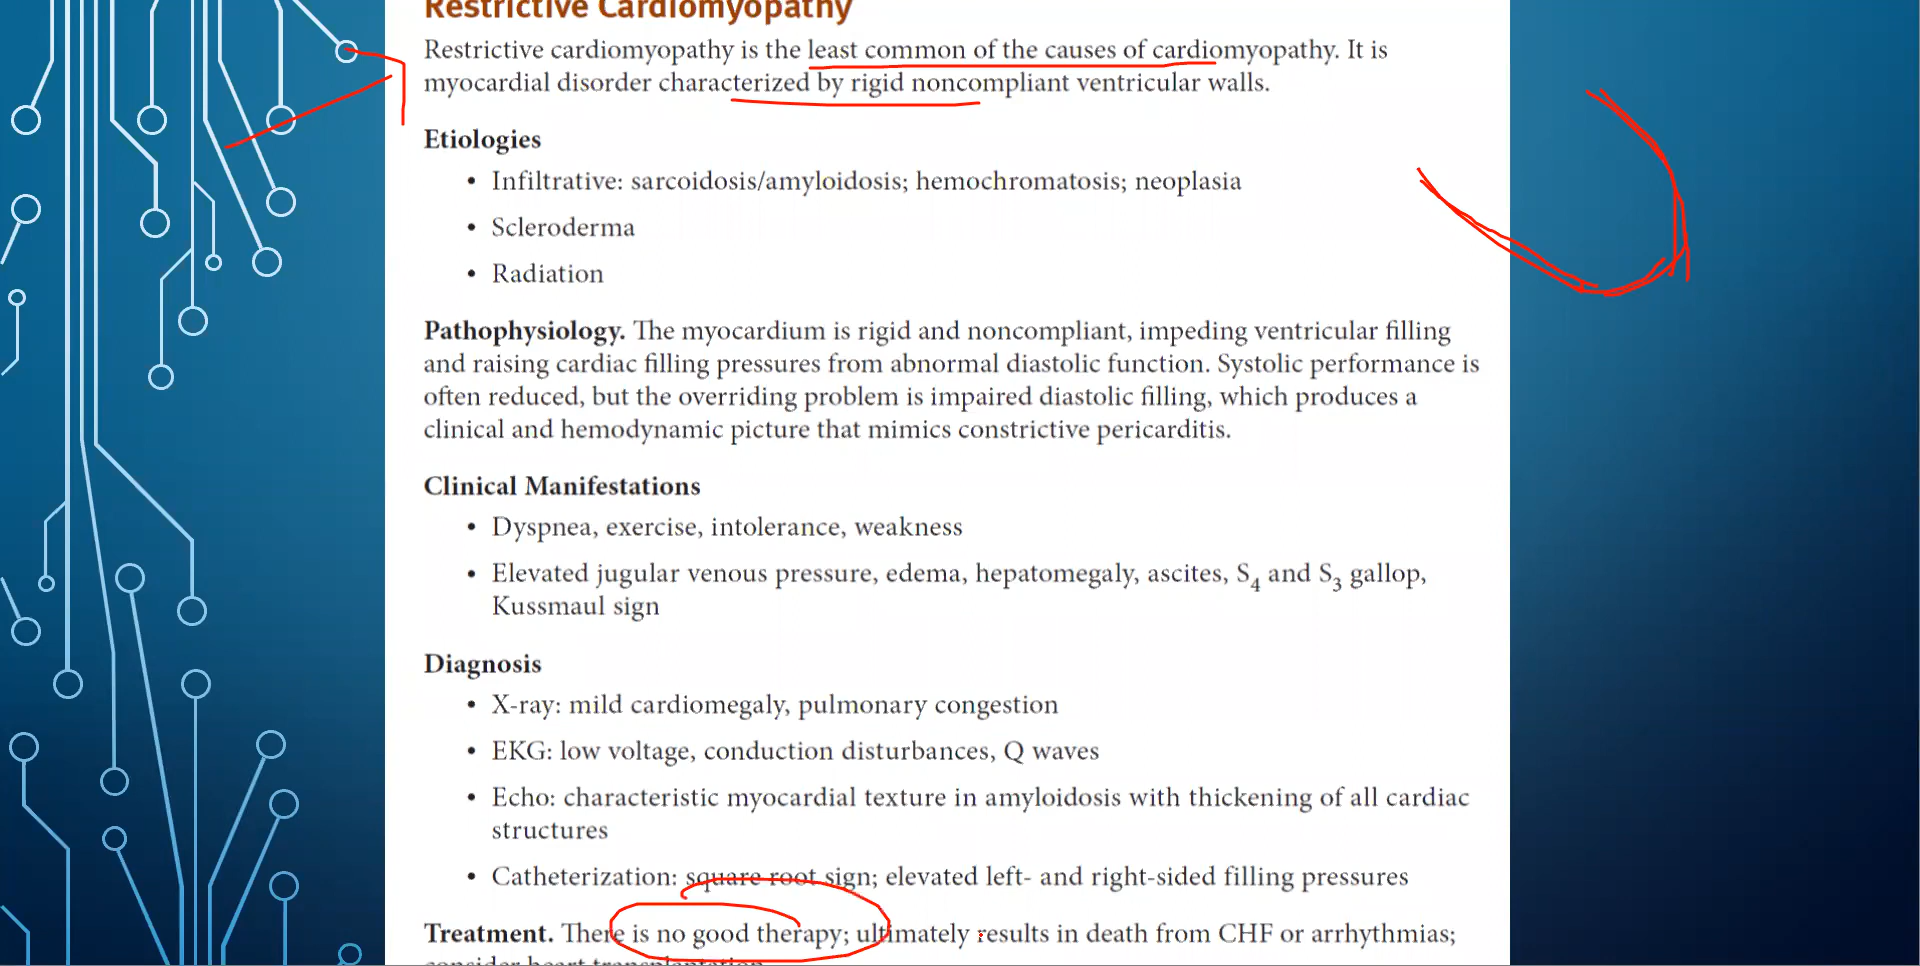 Restrictive Cardiomyopathy
Restrictive cardiomyopathy is the least common of the causes of cardiomyopathy. It is
myocardial disorder characterized by rigid noncompliant ventricular walls.
Etiologies
• Infiltrative: sarcoidosis/amyloidosis; hemochromatosis; neoplasia
• Scleroderma
• Radiation
Pathophysiology. The myocardium is rigid and noncompliant, impeding ventricular filling
and raising cardiac filling pressures from abnormal diastolic function. Systolic performance is
often reduced, but the overriding problem is impaired diastolic filling, which produces a
clinical and hemodynamic picture that mimics constrictive pericarditis.
Clinical Manifestations
• Dyspnea, exercise, intolerance, weakness
• Elevated jugular venous pressure, edema, hepatomegaly, ascites, S4 and S3 gallop,
Kussmaul sign
Diagnosis
• X-ray: mild cardiomegaly, pulmonary congestion
• EKG: low voltage, conduction disturbances, Q waves
• Echo: characteristic myocardial texture in amyloidosis with thickening of all cardiac
structures
• Catheterization: square root sign; elevated left- and right-sided filling pressures
Treatment. There is no good therapy; ultimately results in death from CHF or arrhythmias;
consider heart transplantation.